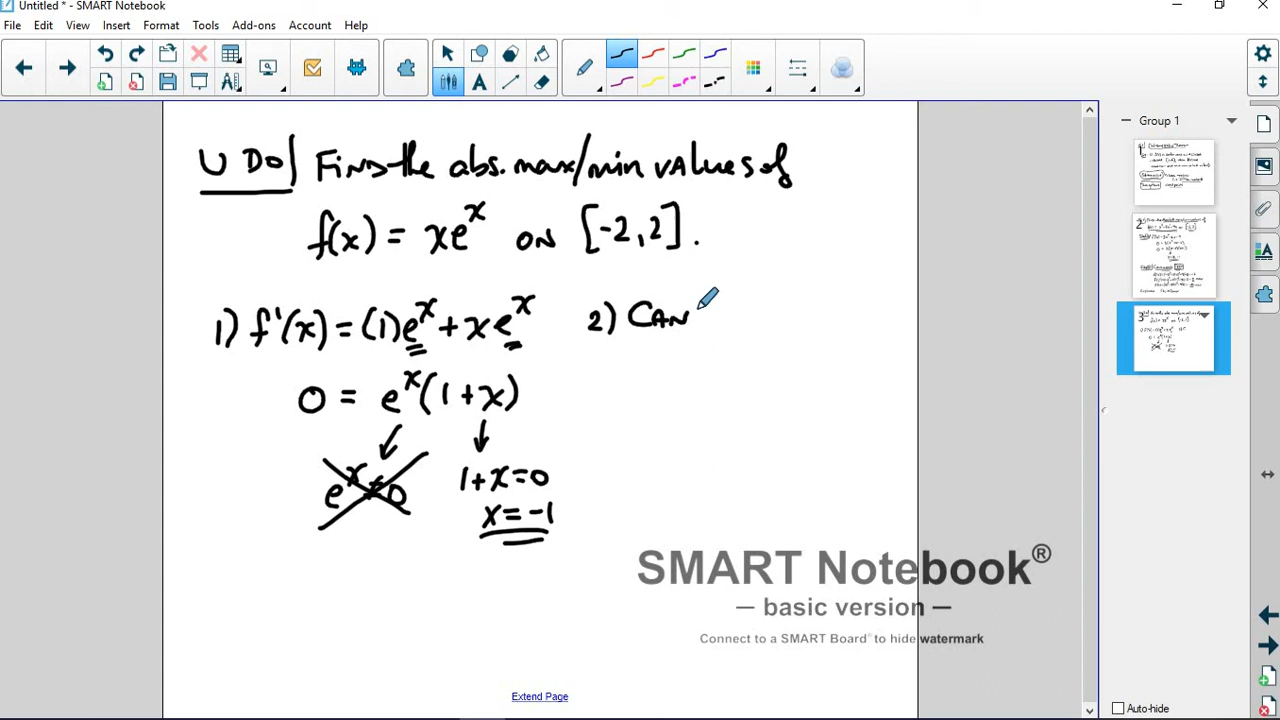 Untitled * - SMART Notebook
File Edit View Insert Format Tools Add-ons Account Help
U DO Find the abs. max/min values of
f(x) = xe^x on [-2,2].
1) f'(x) = (1)e^x + xe^x
0 = e^x(1+x)
e^x=0
1+x=0
x=-1
2) CAN
SMART Notebook®
— basic version —
Connect to a SMART Board® to hide watermark
Extend Page
Group 1
Auto-hide